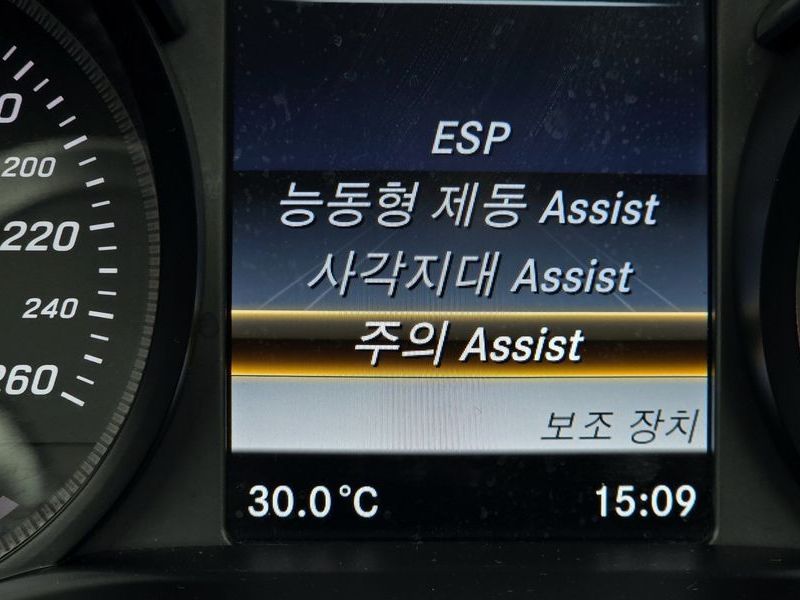 200
220
240
260
ESP
능동형 제동 Assist
사각지대 Assist
주의 Assist
보조 장치
30.0°C
15:09